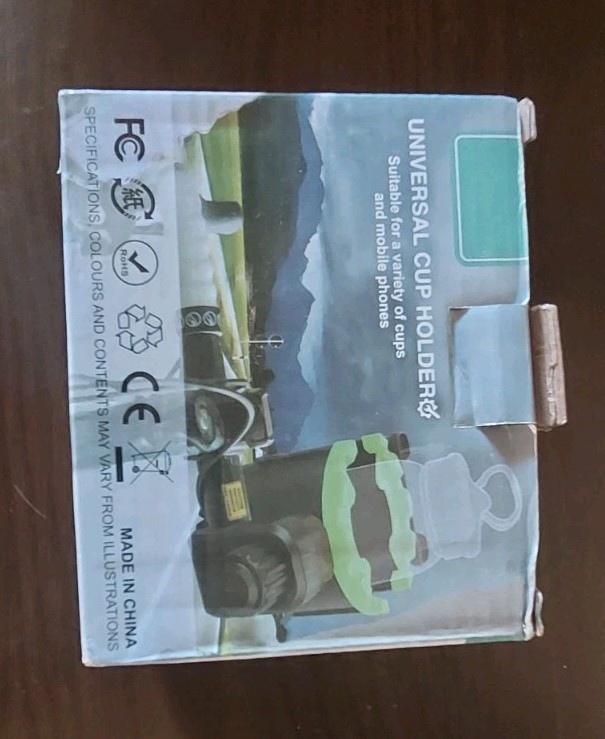 UNIVERSAL CUP HOLDER
Suitable for a variety of cups
and mobile phones
FC
紙
RoHS
CE
MADE IN CHINA
SPECIFICATIONS, COLOURS AND CONTENTS MAY VARY FROM ILLUSTRATIONS